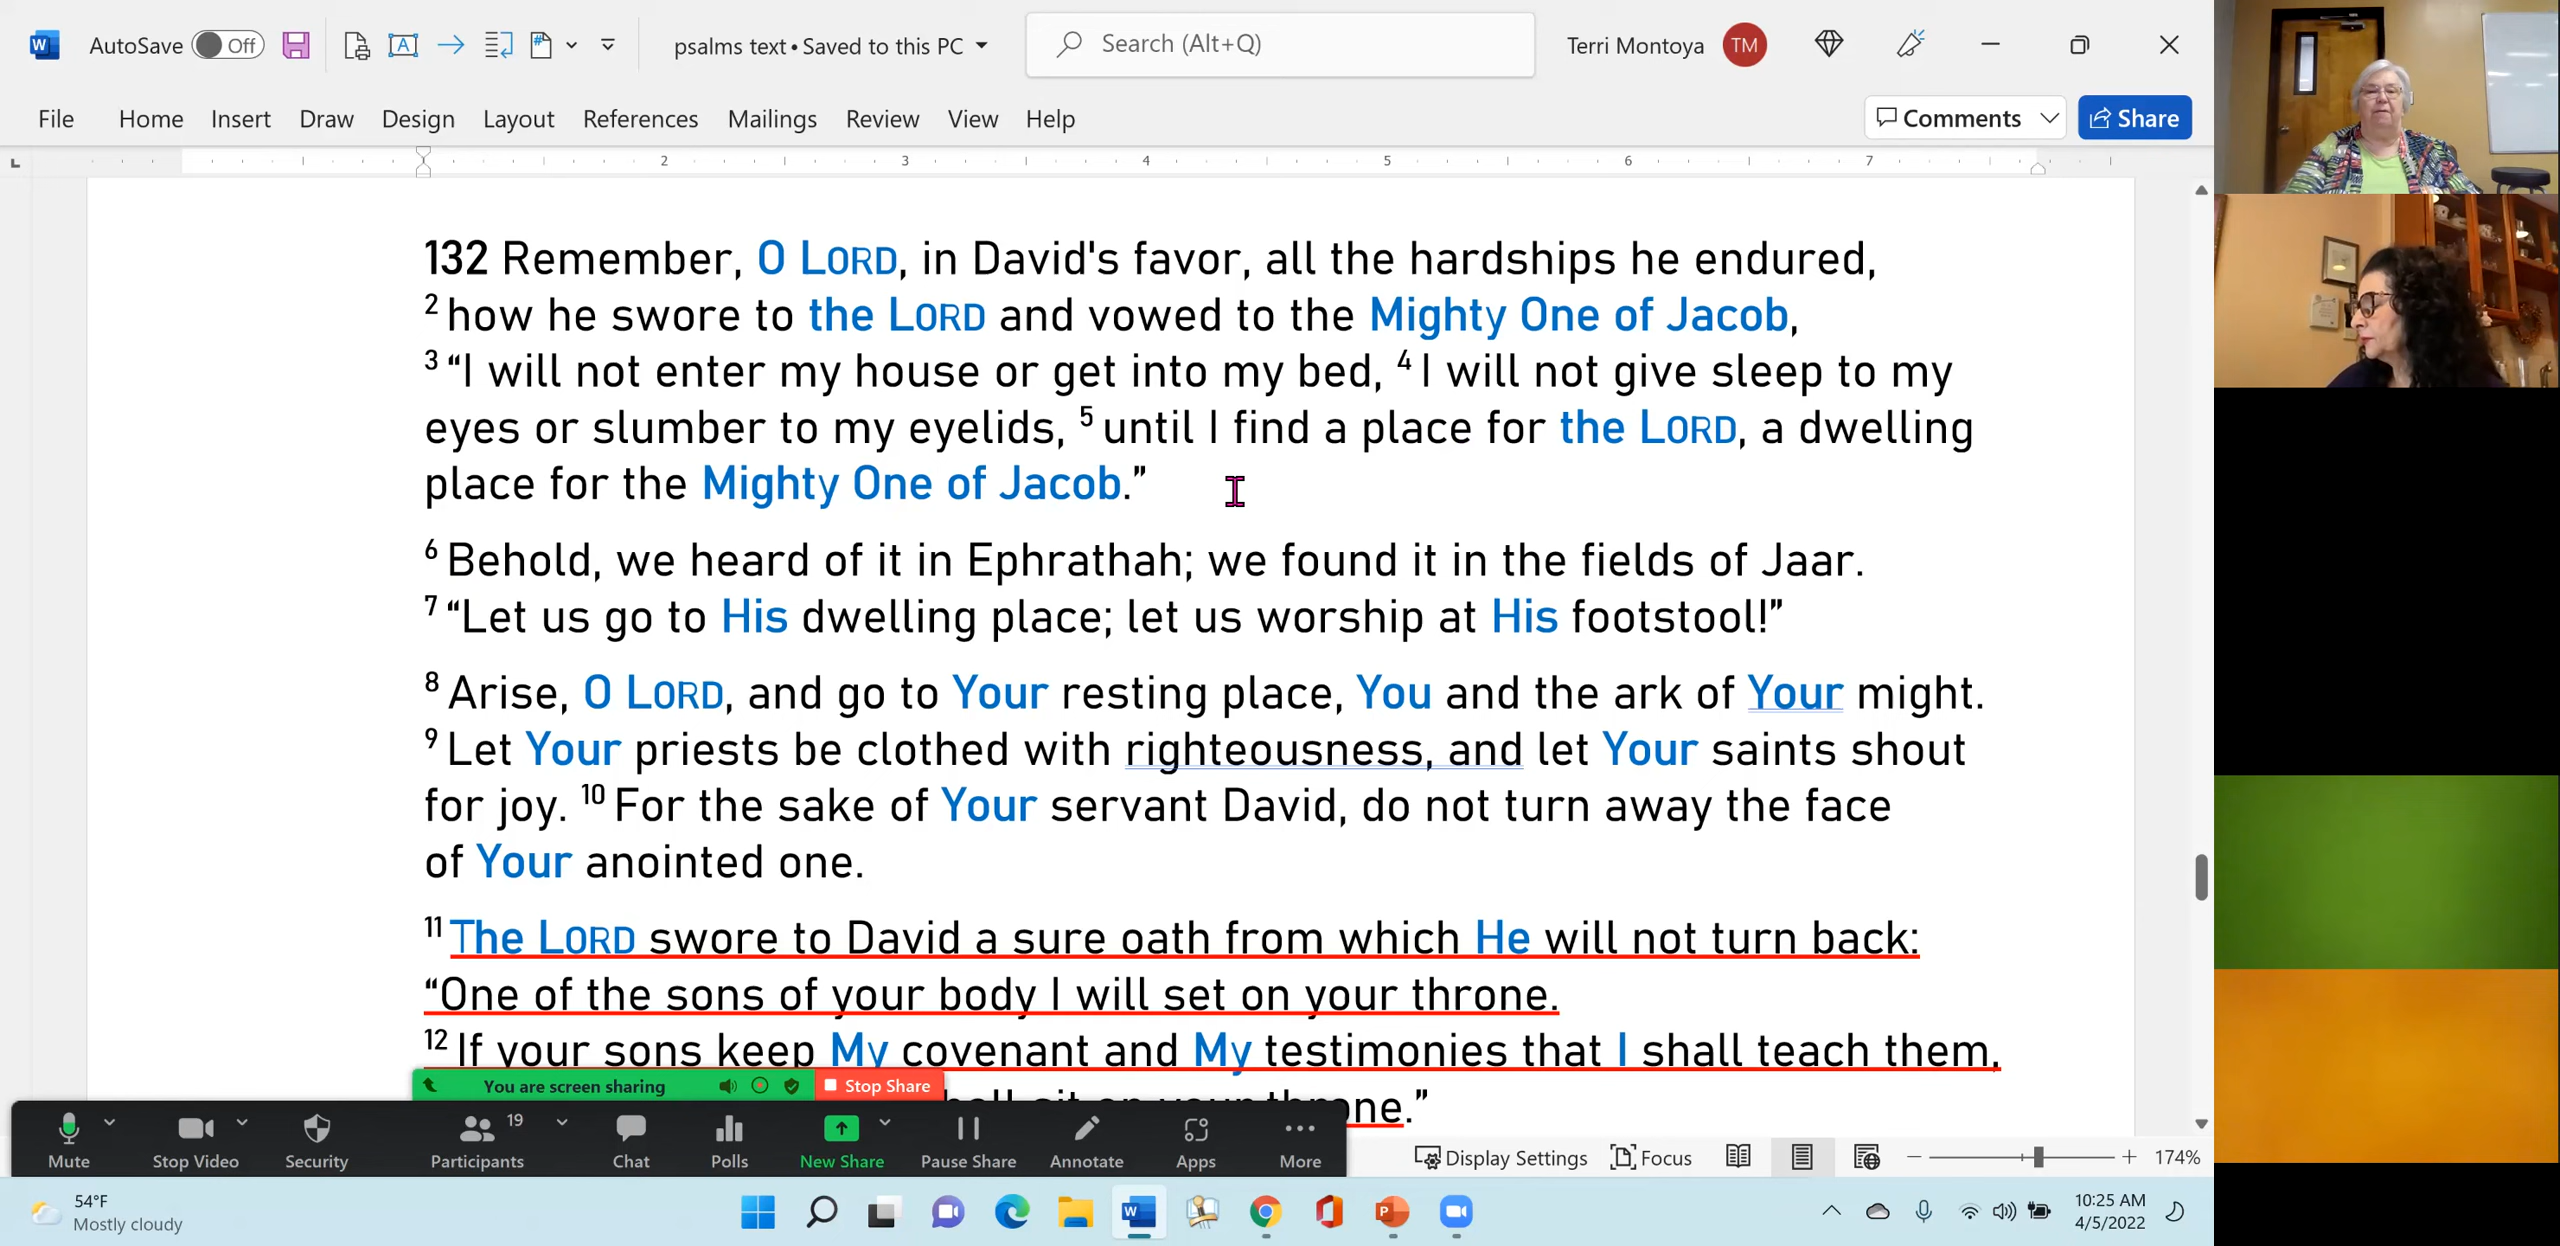 AutoSave Off psalms text • Saved to this PC Search (Alt+Q) Terri Montoya TM
File Home Insert Draw Design Layout References Mailings Review View Help Comments Share
2 3 4 5 6 7
132 Remember, O LORD, in David's favor, all the hardships he endured,
2 how he swore to the LORD and vowed to the Mighty One of Jacob,
3 “I will not enter my house or get into my bed, 4 I will not give sleep to my
eyes or slumber to my eyelids, 5 until I find a place for the LORD, a dwelling
place for the Mighty One of Jacob.”
6 Behold, we heard of it in Ephrathah; we found it in the fields of Jaar.
7 “Let us go to His dwelling place; let us worship at His footstool!”
8 Arise, O LORD, and go to Your resting place, You and the ark of Your might.
9 Let Your priests be clothed with righteousness, and let Your saints shout
for joy. 10 For the sake of Your servant David, do not turn away the face
of Your anointed one.
11 The LORD swore to David a sure oath from which He will not turn back:
“One of the sons of your body I will set on your throne.
12 If your sons keep My covenant and My testimonies that I shall teach them,
You are screen sharing Stop Share
shall sit on your throne.”
Mute Stop Video Security Participants 19 Chat Polls New Share Pause Share Annotate Apps More
Display Settings Focus 174%
54°F
Mostly cloudy
10:25 AM
4/5/2022